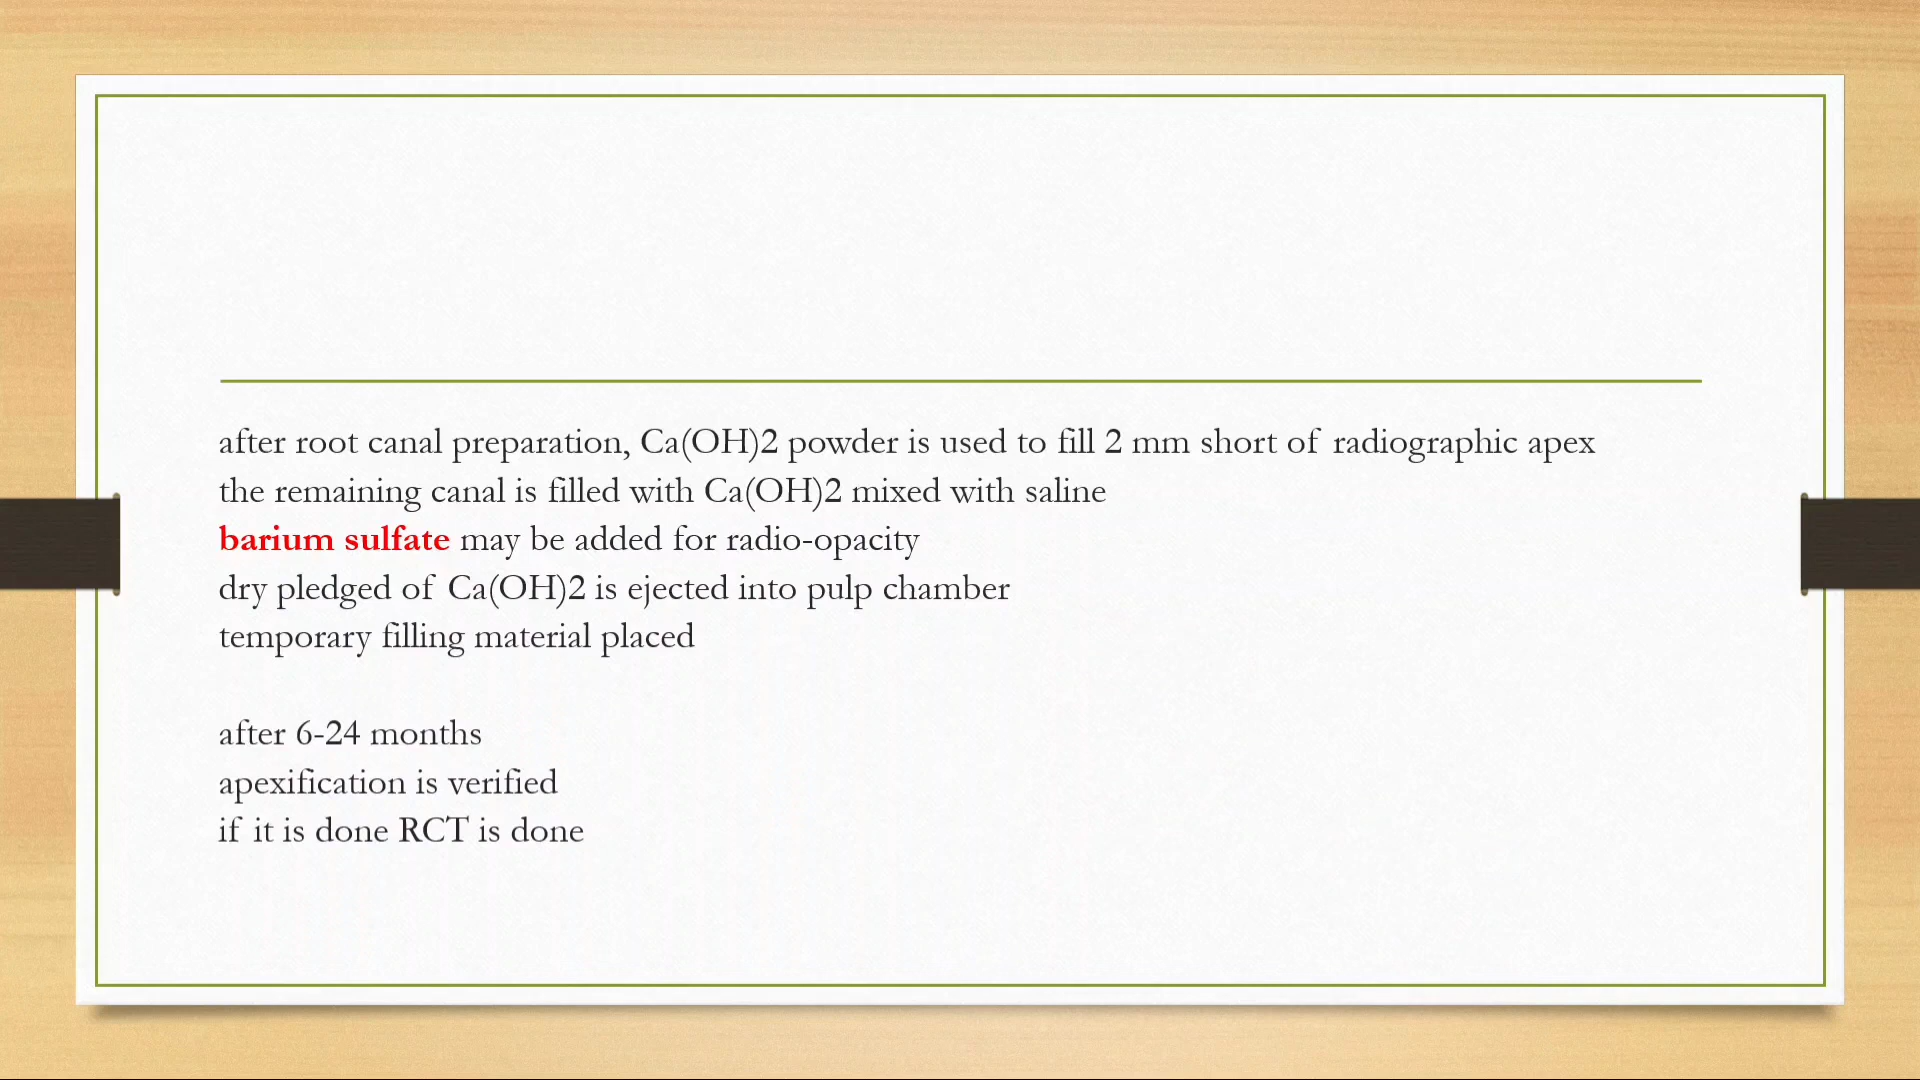 after root canal preparation, Ca(OH)2 powder is used to fill 2 mm short of radiographic apex
the remaining canal is filled with Ca(OH)2 mixed with saline
barium sulfate may be added for radio-opacity
dry pledged of Ca(OH)2 is ejected into pulp chamber
temporary filling material placed
after 6-24 months
apexification is verified
if it is done RCT is done